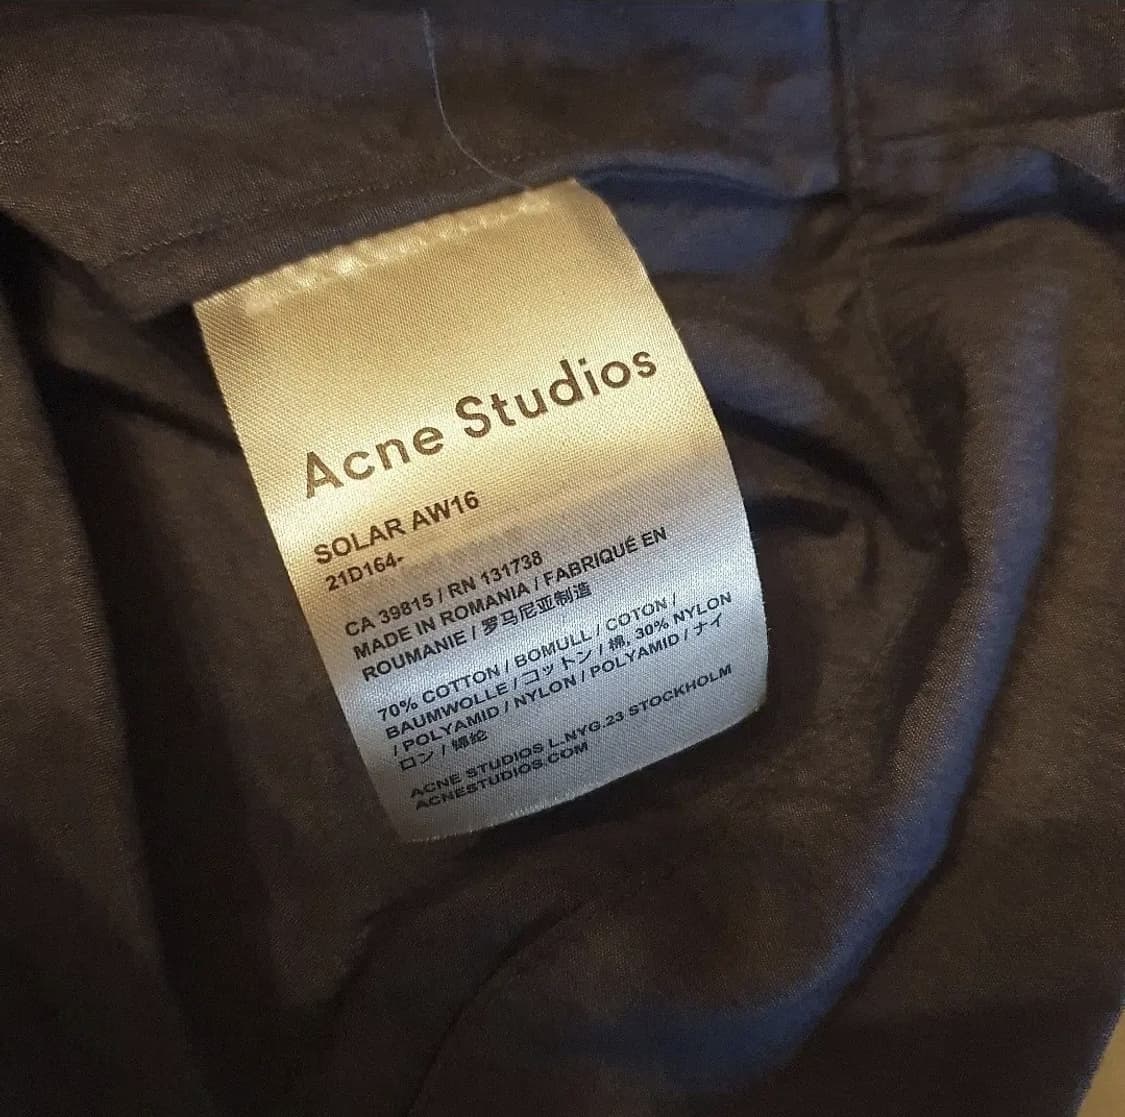 Acne Studios
SOLAR AW16
21D164-
CA 39815 / RN 131738
MADE IN ROMANIA / FABRIQUÉ EN
ROUMANIE / 罗马尼亚制造
70% COTTON / BOMULL / COTON /
BAUMWOLLE / コットン / 棉, 30% NYLON
/ POLYAMID / NYLON / POLYAMID / ナイ
ロン / 锦纶
ACNE STUDIOS L.NYG.23 STOCKHOLM
ACNESTUDIOS.COM